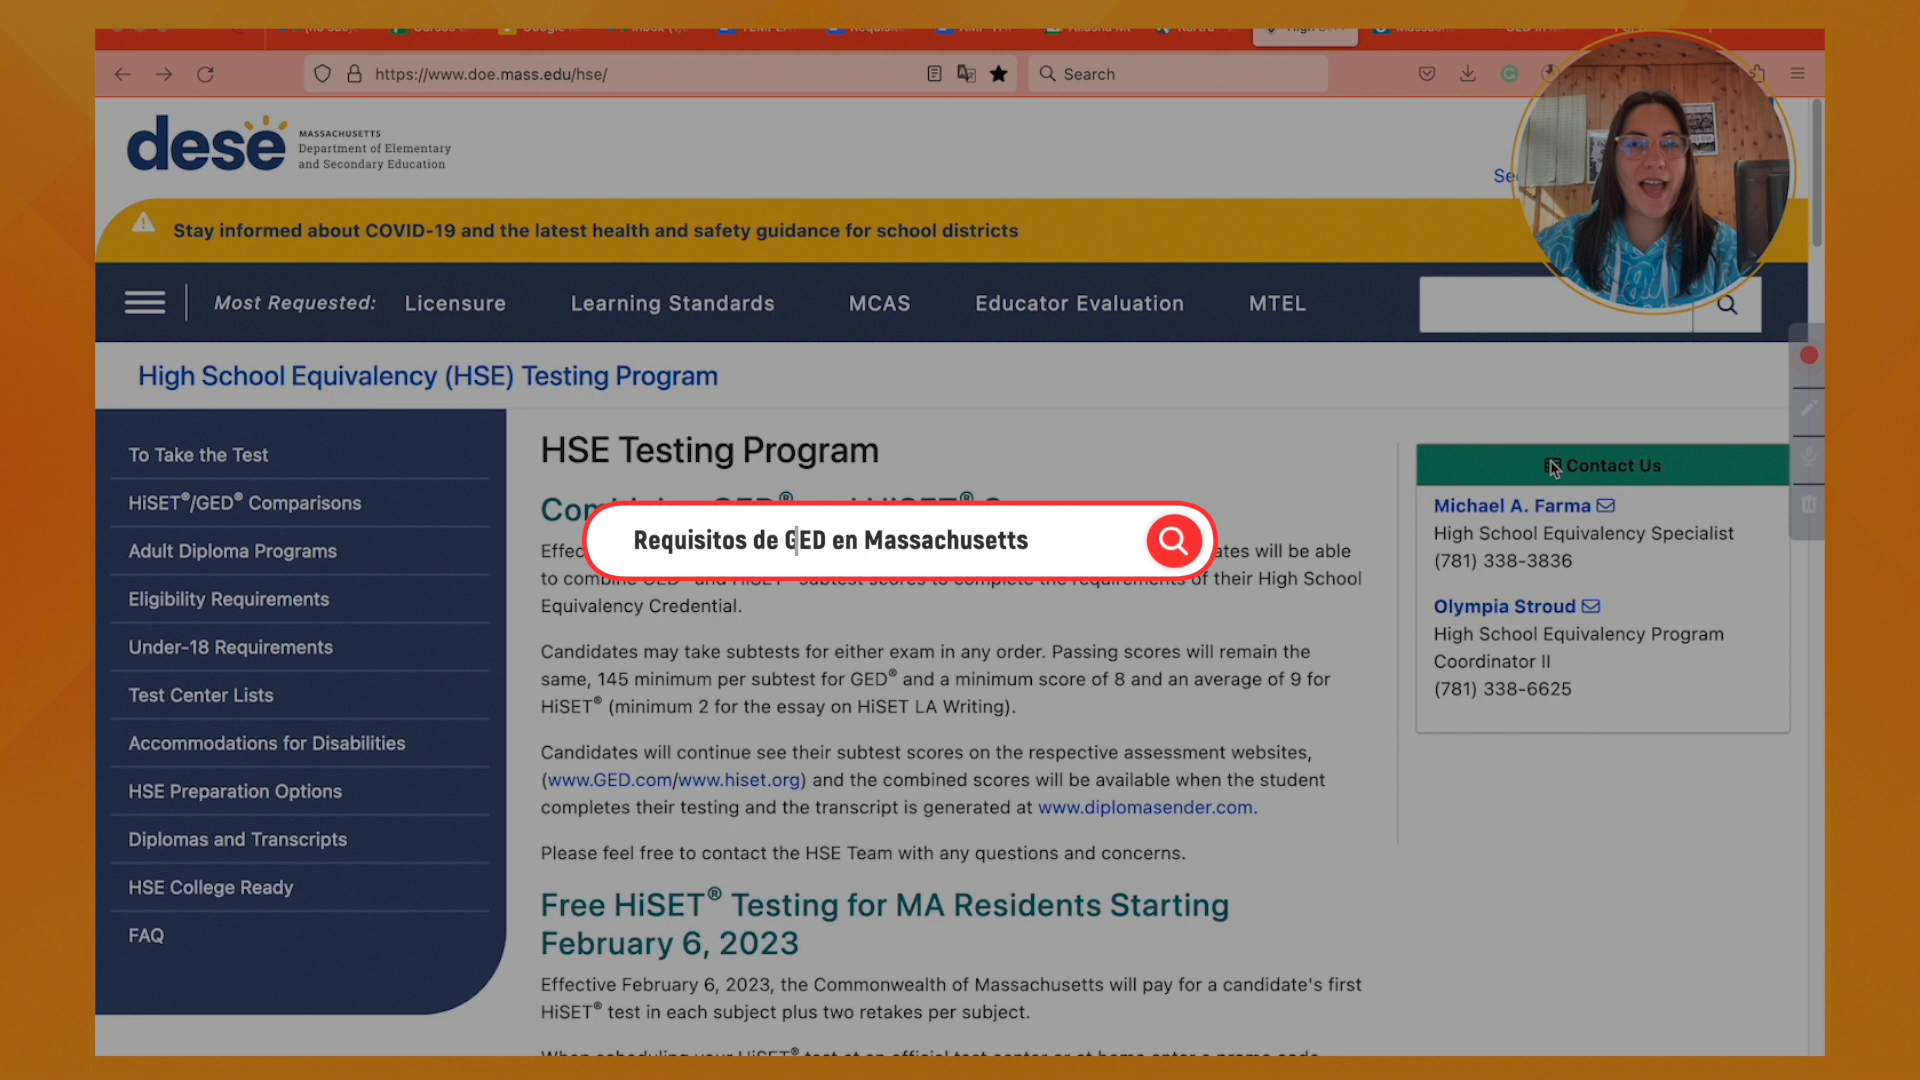 https://www.doe.mass.edu/hse/
Search
dese
MASSACHUSETTS
Department of Elementary
and Secondary Education
Stay informed about COVID-19 and the latest health and safety guidance for school districts
Most Requested: Licensure Learning Standards MCAS Educator Evaluation MTEL
High School Equivalency (HSE) Testing Program
To Take the Test
HiSET®/GED® Comparisons
Adult Diploma Programs
Eligibility Requirements
Under-18 Requirements
Test Center Lists
Accommodations for Disabilities
HSE Preparation Options
Diplomas and Transcripts
HSE College Ready
FAQ
HSE Testing Program
Requisitos de GED en Massachusetts
will be able
of their High School
Equivalency Credential.
Candidates may take subtests for either exam in any order. Passing scores will remain the
same, 145 minimum per subtest for GED® and a minimum score of 8 and an average of 9 for
HiSET® (minimum 2 for the essay on HiSET LA Writing).
Candidates will continue see their subtest scores on the respective assessment websites,
(www.GED.com/www.hiset.org) and the combined scores will be available when the student
completes their testing and the transcript is generated at www.diplomasender.com.
Please feel free to contact the HSE Team with any questions and concerns.
Free HiSET® Testing for MA Residents Starting
February 6, 2023
Effective February 6, 2023, the Commonwealth of Massachusetts will pay for a candidate's first
HiSET® test in each subject plus two retakes per subject.
Contact Us
Michael A. Farma
High School Equivalency Specialist
(781) 338-3836
Olympia Stroud
High School Equivalency Program
Coordinator II
(781) 338-6625